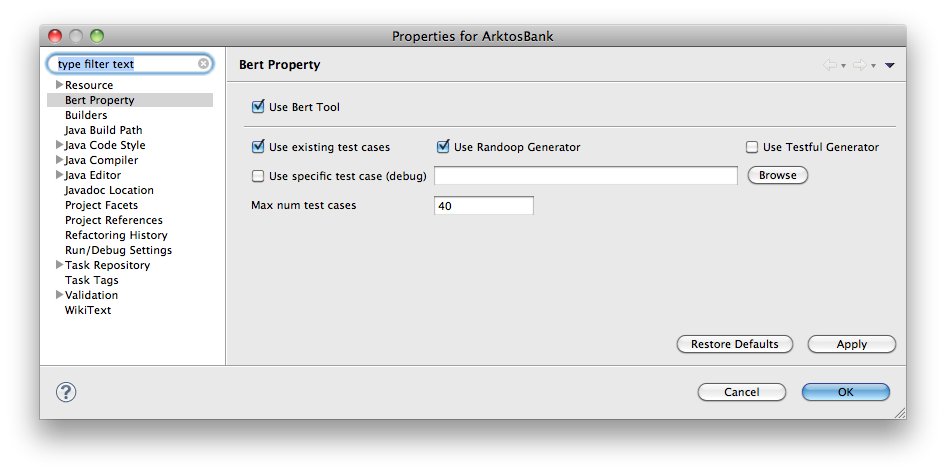 Properties for ArktosBank
type filter text
Resource
Bert Property
Builders
Java Build Path
Java Code Style
Java Compiler
Java Editor
Javadoc Location
Project Facets
Project References
Refactoring History
Run/Debug Settings
Task Repository
Task Tags
Validation
WikiText
Bert Property
Use Bert Tool
Use existing test cases
Use Randoop Generator
Use Testful Generator
Use specific test case (debug)
Browse
Max num test cases
40
Restore Defaults
Apply
?
Cancel
OK